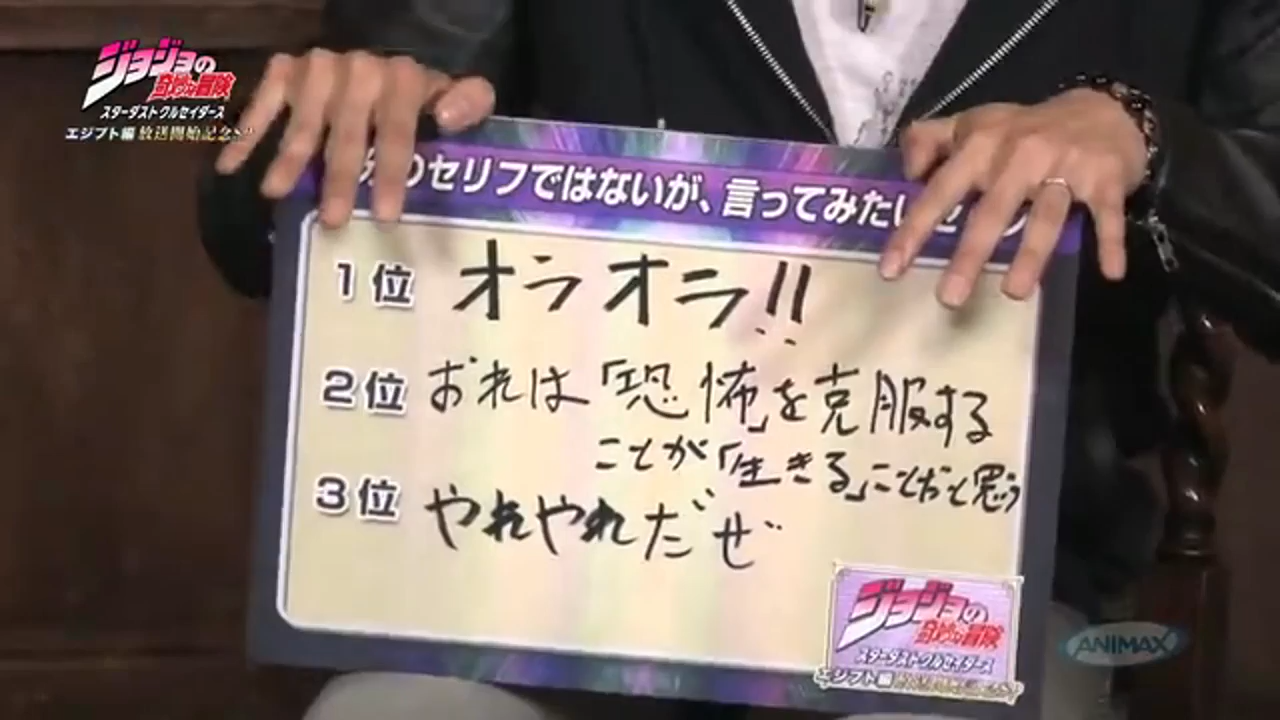 ジョジョの
奇妙な冒険
スターダストクルセイダース
エジプト編 放送開始記念SP
のセリフではないが、言ってみたい
1位 オラオラ!!
2位 おれは「恐怖」を克服する
ことが「生きる」ことだと思う
3位 やれやれだぜ
ジョジョの
奇妙な冒険
スターダストクルセイダース
エジプト編
ANIMAX